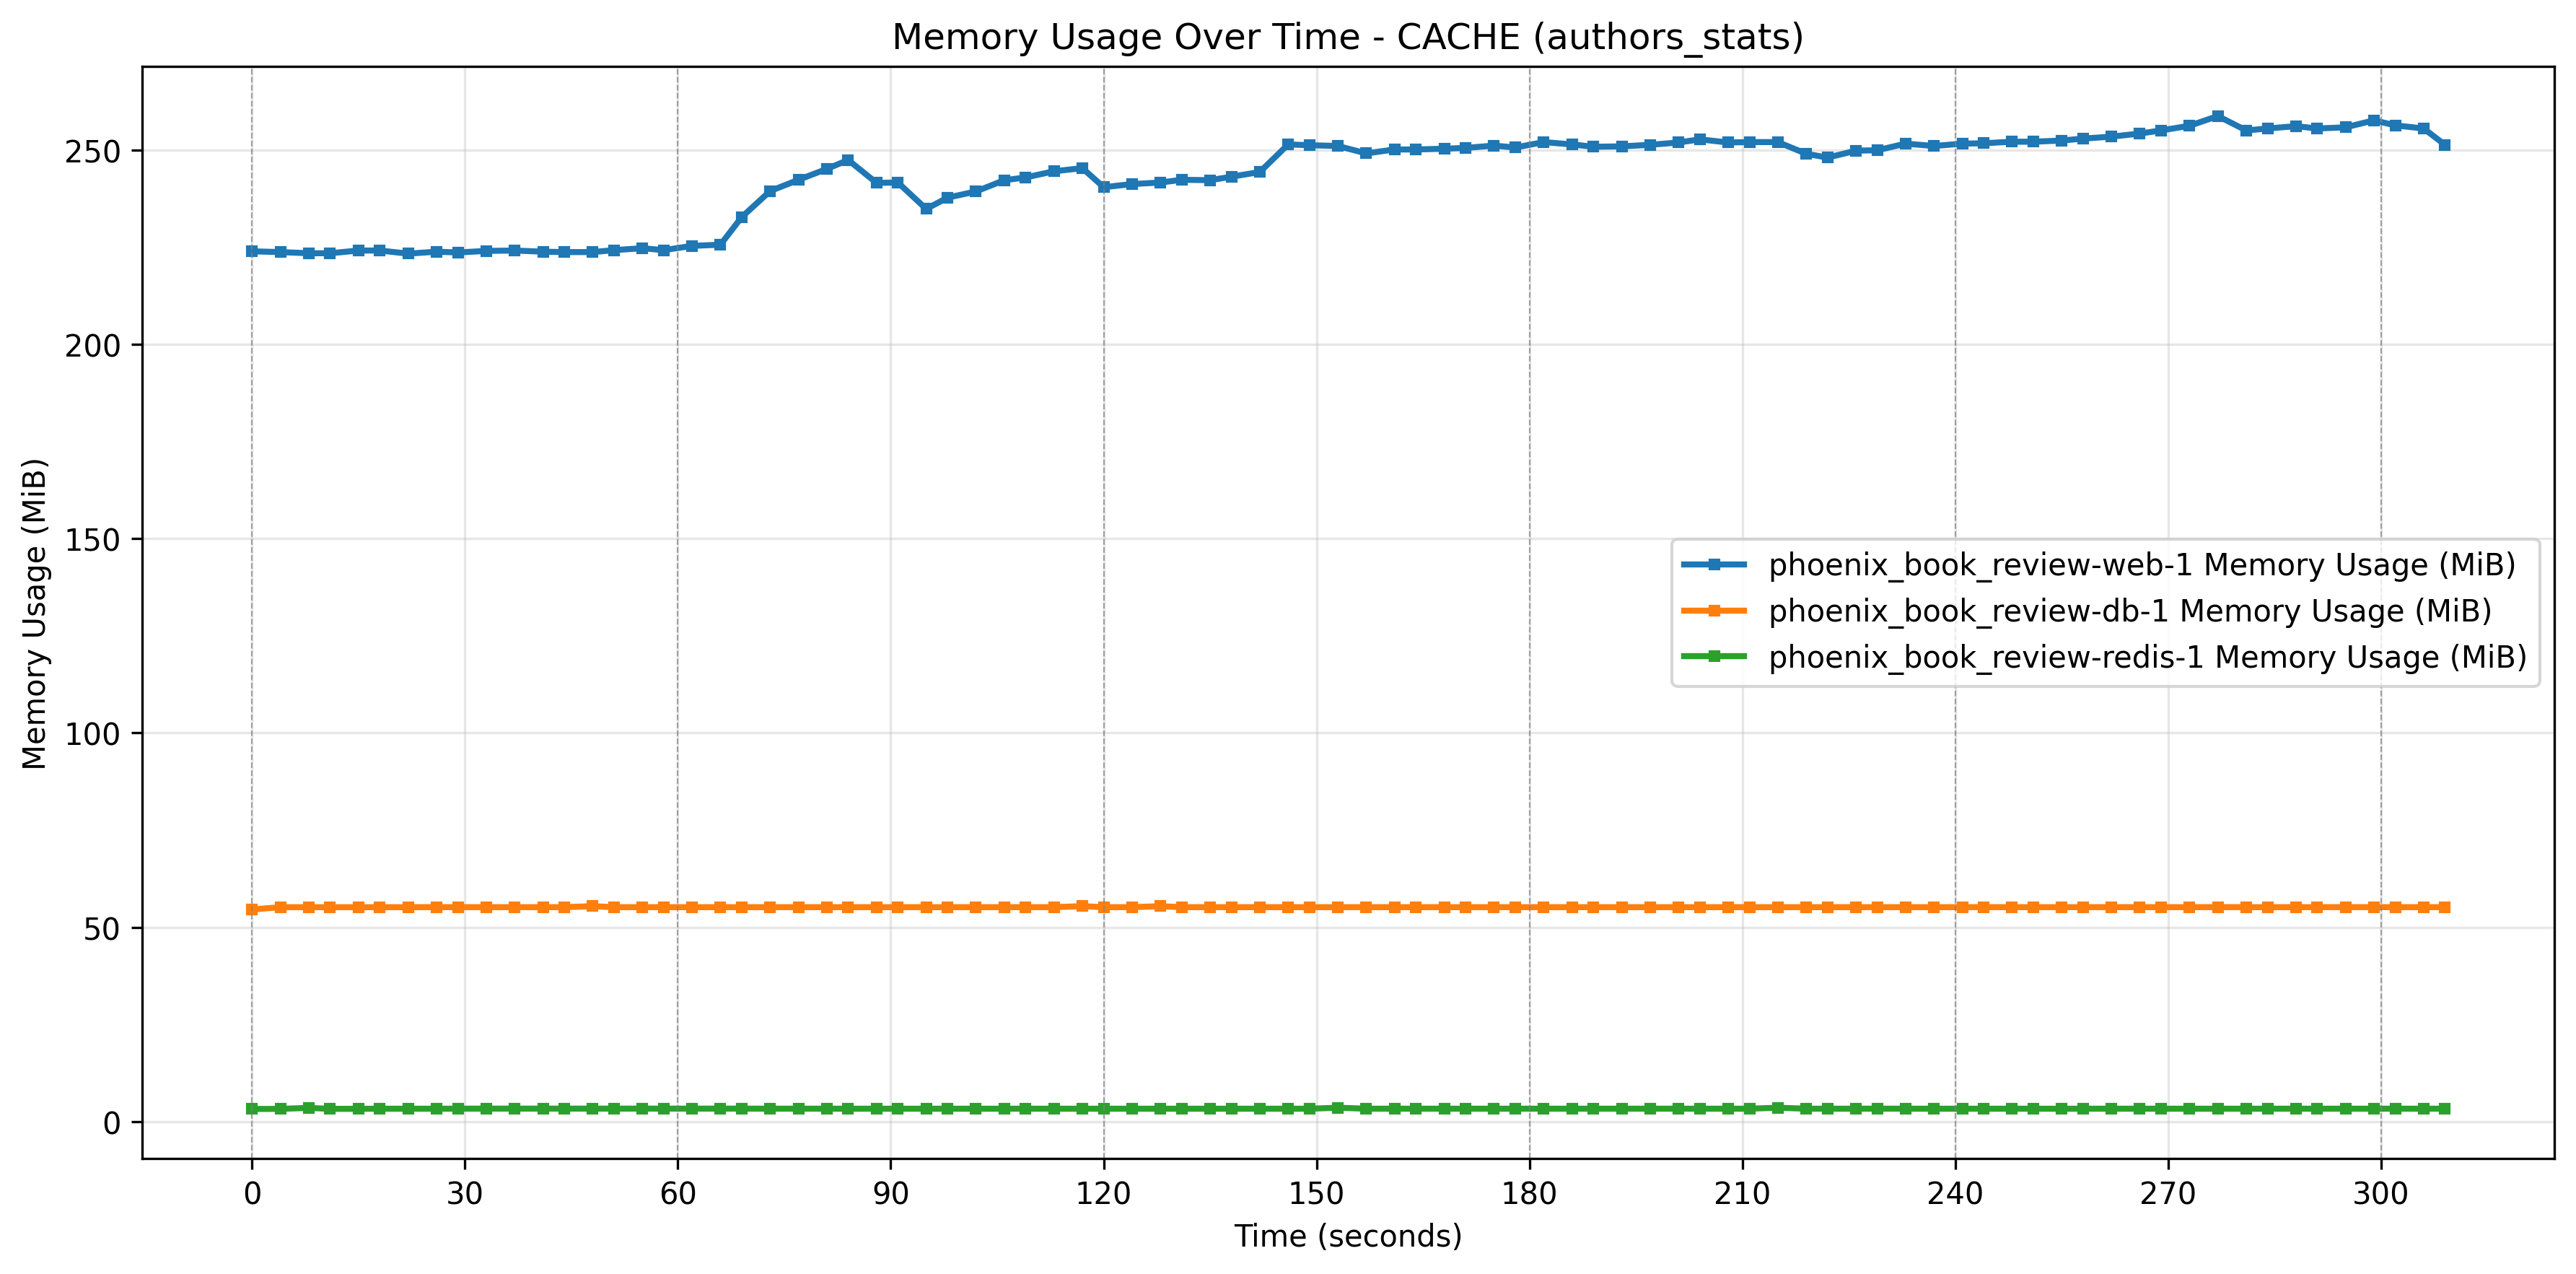 Memory Usage Over Time - CACHE (authors_stats)
Memory Usage (MiB)
250
200
150
100
50
0
phoenix_book_review-web-1 Memory Usage (MiB)
phoenix_book_review-db-1 Memory Usage (MiB)
phoenix_book_review-redis-1 Memory Usage (MiB)
0 30 60 90 120 150 180 210 240 270 300
Time (seconds)